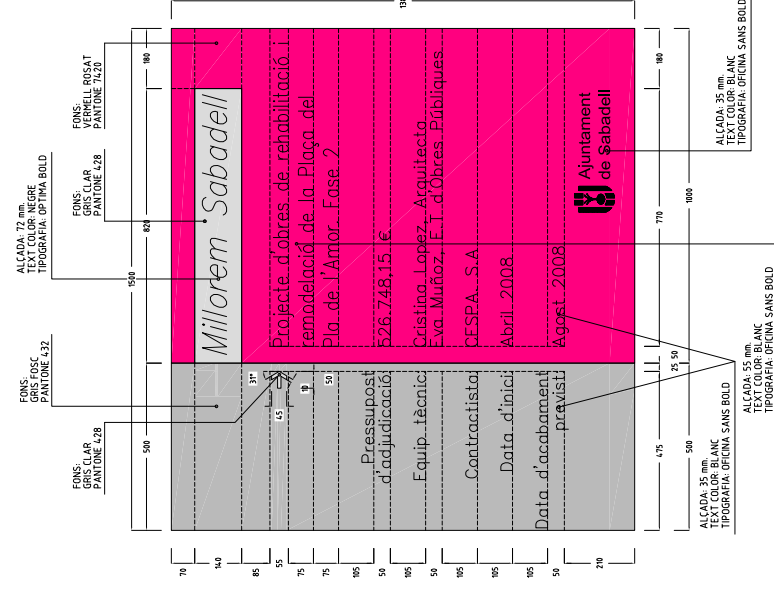 Millorem Sabadell
Projecte d'obres de rehabilitació i
remodelació de la Plaça del
Pla de l'Amor. Fase 2
Pressupost
d'adjudicació
526.748,15 €
Equip tècnic
Cristina Lopez, Arquitecta
Eva Muñoz, E.T. d'Obres Públiques
Contractista
CESPA, S.A
Data d'inici
Abril 2008
Data d'acabament
previst
Agost 2008
Ajuntament
de Sabadell
FONS:
GRIS CLAR
PANTONE 428
FONS:
GRIS FOSC
PANTONE 432
ALÇADA: 72 mm.
TEXT COLOR: NEGRE
TIPOGRAFIA: OPTIMA BOLD
FONS:
GRIS CLAR
PANTONE 428
FONS:
VERMELL ROSAT
PANTONE 7420
ALÇADA: 35 mm.
TEXT COLOR: BLANC
TIPOGRAFIA: OFICINA SANS BOLD
ALÇADA: 55 mm.
TEXT COLOR: BLANC
TIPOGRAFIA: OFICINA SANS BOLD
ALÇADA: 35 mm.
TEXT COLOR: BLANC
TIPOGRAFIA: OFICINA SANS BOLD
1500
500
820
180
70
140
85
55
75
75
105
50
105
50
105
105
105
50
210
31°
45
10
50
475
25
50
770
180
500
1000